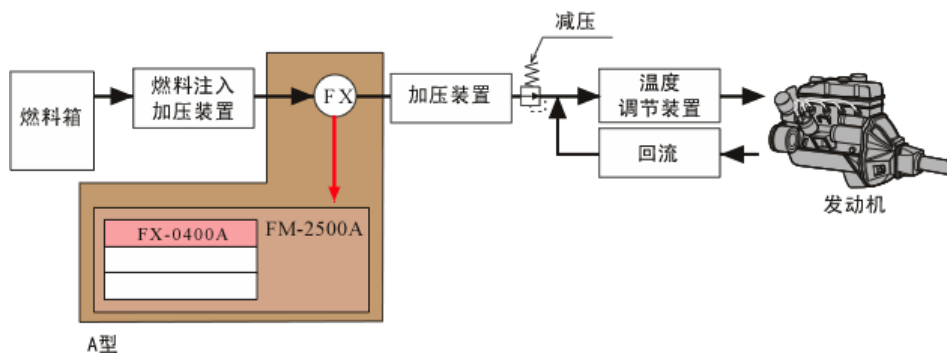 减压
燃料箱
燃料注入
加压装置
FX
加压装置
温度
调节装置
回流
发动机
FX-0400A
FM-2500A
A型